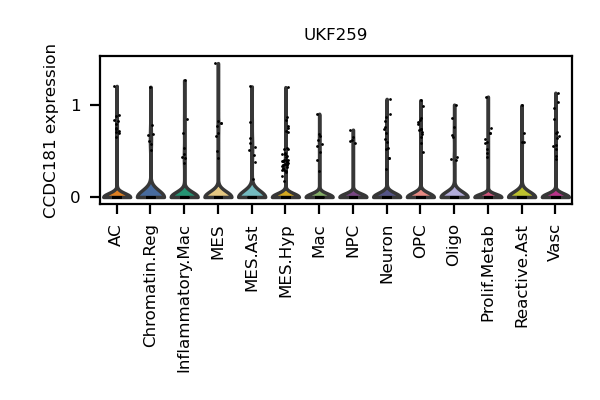 UKF259
CCDC181 expression
1
0
AC
Chromatin.Reg
Inflammatory.Mac
MES
MES.Ast
MES.Hyp
Mac
NPC
Neuron
OPC
Oligo
Prolif.Metab
Reactive.Ast
Vasc